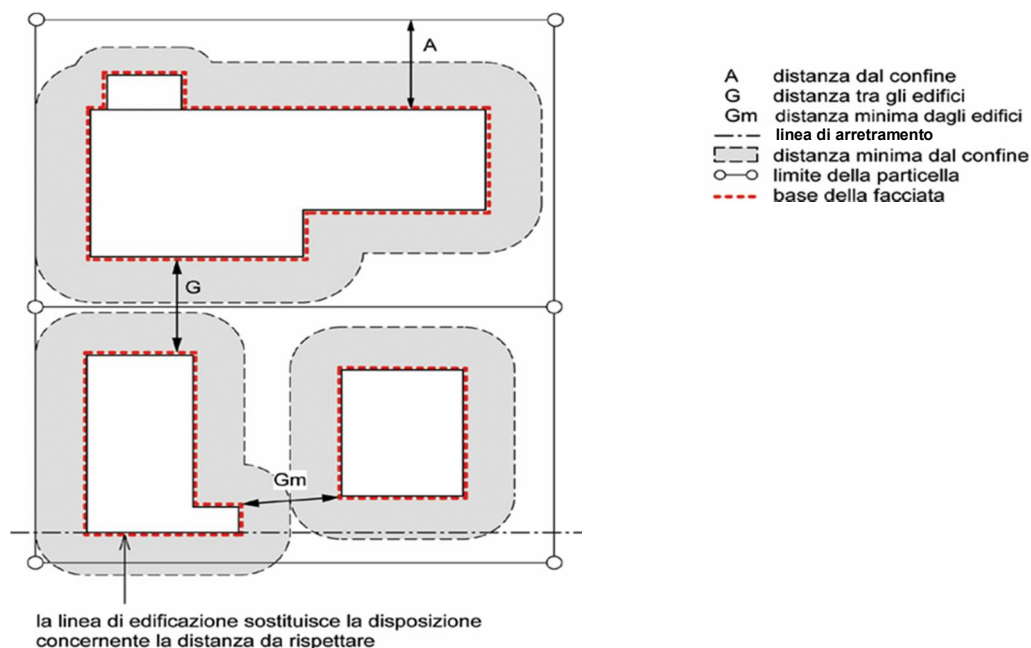 A
A distanza dal confine
G distanza tra gli edifici
Gm distanza minima dagli edifici
linea di arretramento
distanza minima dal confine
limite della particella
base della facciata
G
Gm
la linea di edificazione sostituisce la disposizione
concernente la distanza da rispettare